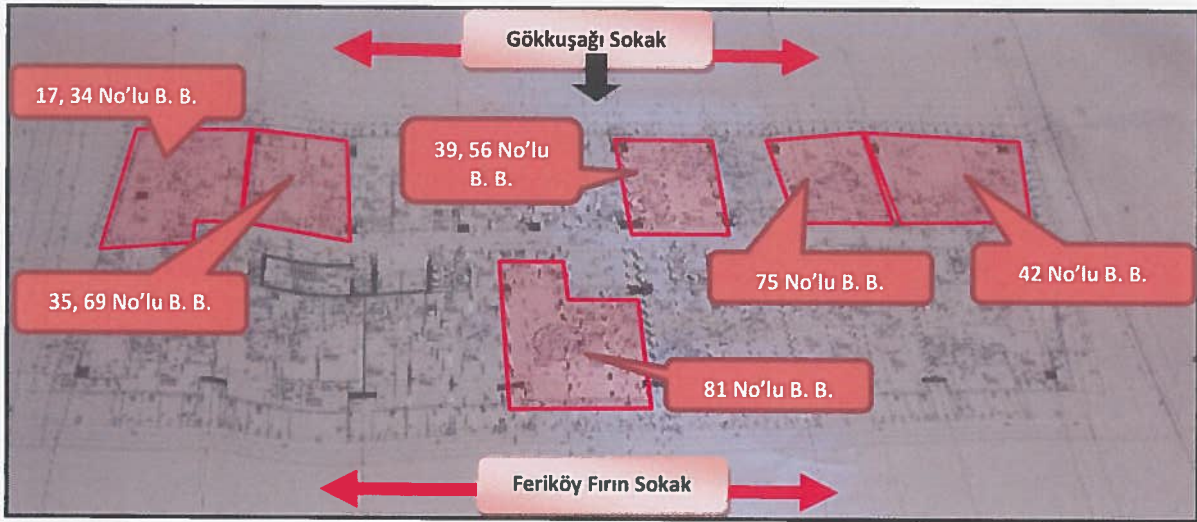 Gökkuşağı Sokak
17, 34 No'lu B. B.
39, 56 No'lu
B. B.
35, 69 No'lu B. B.
75 No'lu B. B.
42 No'lu B. B.
81 No'lu B. B.
Feriköy Fırın Sokak